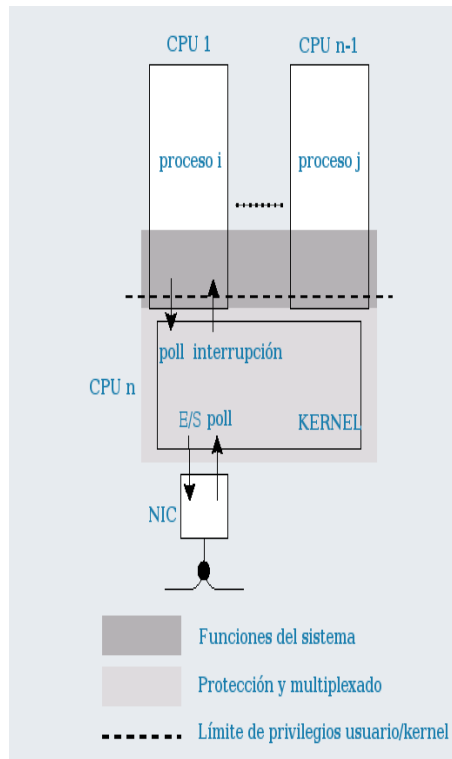 CPU 1
CPU n-1
proceso i
proceso j
poll interrupción
CPU n
E/S poll
KERNEL
NIC
Funciones del sistema
Protección y multiplexado
Límite de privilegios usuario/kernel